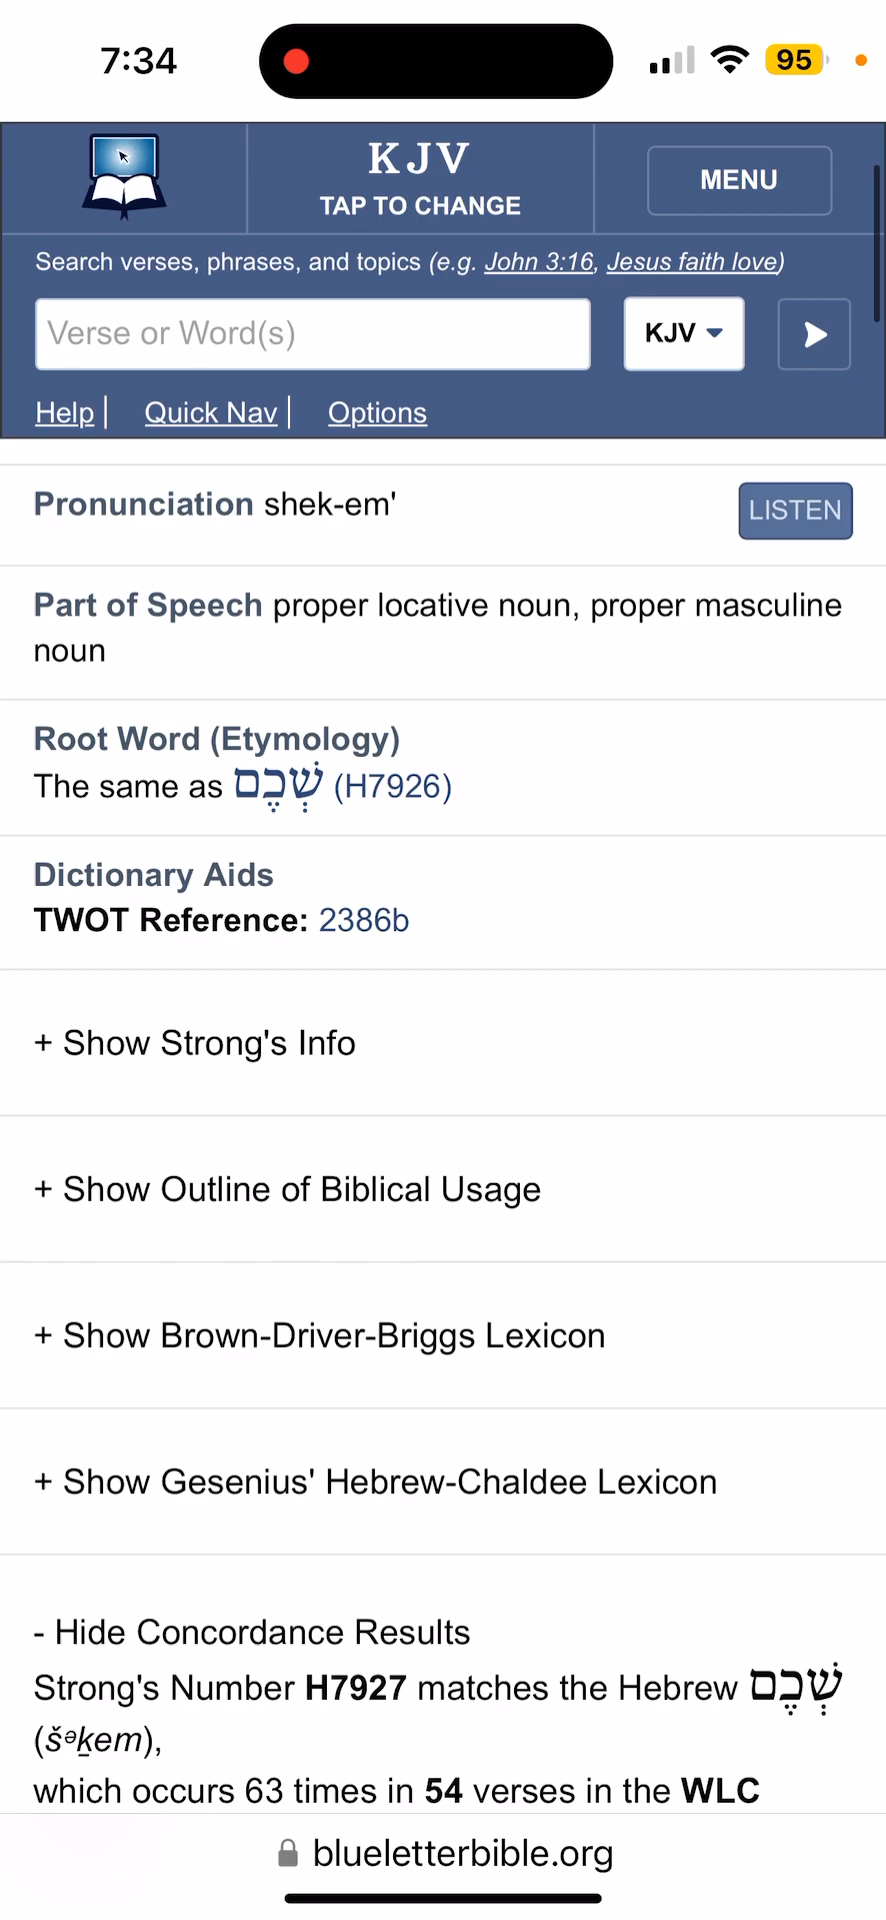 7:34
95
KJV
TAP TO CHANGE
MENU
Search verses, phrases, and topics (e.g. John 3:16, Jesus faith love)
Verse or Word(s)
KJV
Help | Quick Nav | Options
Pronunciation shek-em'
LISTEN
Part of Speech proper locative noun, proper masculine
noun
Root Word (Etymology)
The same as שְׁכֶם (H7926)
Dictionary Aids
TWOT Reference: 2386b
+ Show Strong's Info
+ Show Outline of Biblical Usage
+ Show Brown-Driver-Briggs Lexicon
+ Show Gesenius' Hebrew-Chaldee Lexicon
- Hide Concordance Results
Strong's Number H7927 matches the Hebrew שְׁכֶם
(šᵊḵem),
which occurs 63 times in 54 verses in the WLC
blueletterbible.org